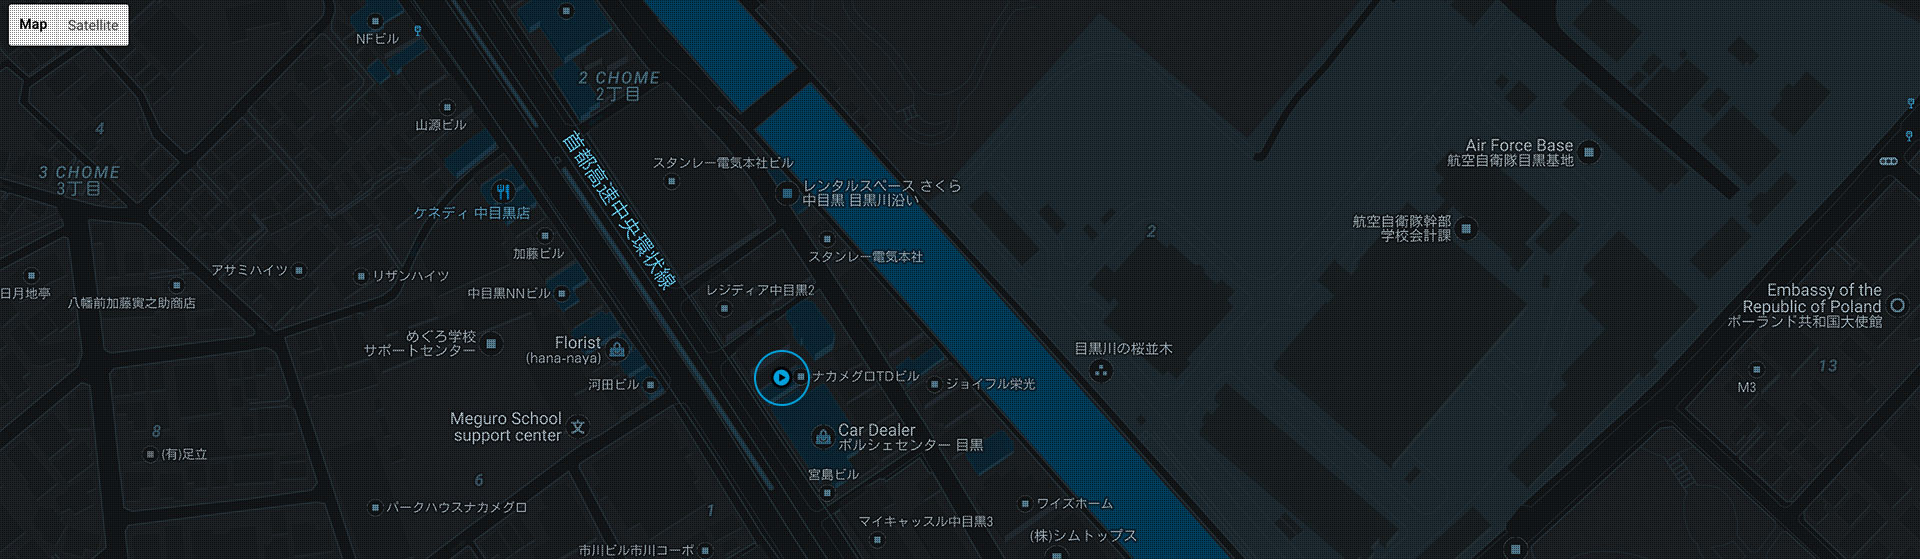 Map Satellite
NFビル
2 CHOME
2丁目
4
山源ビル
3 CHOME
3丁目
首都高速中央環状線
スタンレー電気本社ビル
Air Force Base
航空自衛隊目黒基地
レンタルスペース さくら
中目黒 目黒川沿い
ケネディ 中目黒店
航空自衛隊幹部
学校会計課
2
加藤ビル
スタンレー電気本社
アサミハイツ
リザンハイツ
日月地亭
八幡前加藤寅之助商店
中目黒NNビル
レジディア中目黒2
Embassy of the
Republic of Poland
ポーランド共和国大使館
めぐろ学校
サポートセンター
Florist
(hana-naya)
目黒川の桜並木
13
河田ビル
ナカメグロTDビル
ジョイフル栄光
M3
Meguro School
support center
Car Dealer
ポルシェセンター 目黒
8
(有)足立
宮島ビル
6
パークハウスナカメグロ
1
ワイズホーム
マイキャッスル中目黒3
(株)シムトップス
市川ビル市川コーポ